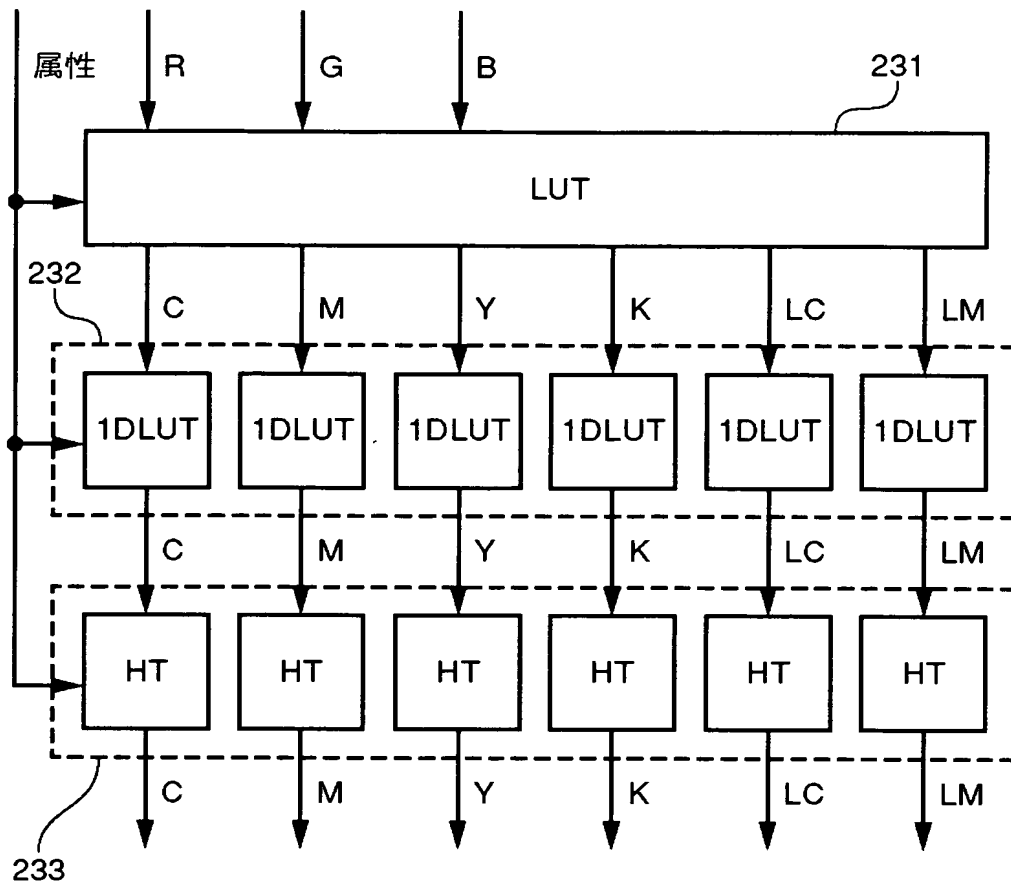 属性 R G B 231
LUT
232
C M Y K LC LM
1DLUT 1DLUT 1DLUT 1DLUT 1DLUT 1DLUT
C M Y K LC LM
HT HT HT HT HT HT
C M Y K LC LM
233